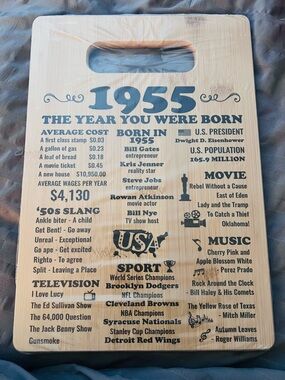 1955
THE YEAR YOU WERE BORN
AVERAGE COST
A first class stamp $0.03
A gallon of gas $0.23
A loaf of bread $0.18
A movie ticket $0.45
A new house $10,950.00
AVERAGE WAGES PER YEAR
$4,130
'50S SLANG
Ankle biter - A child
Get Bent! - Go away
Unreal - Exceptional
Go ape - Get excited
Righto - To agree
Split - Leaving a Place
TELEVISION
I Love Lucy
The Ed Sullivan Show
The 64,000 Question
The Jack Benny Show
Gunsmoke
BORN IN
1955
Bill Gates
entrepreneur
Kris Jenner
reality star
Steve Jobs
entrepreneur
Rowan Atkinson
movie actor
Bill Nye
TV show host
USA
SPORT
World Series Champions
Brooklyn Dodgers
NFL Champions
Cleveland Browns
NBA Champions
Syracuse Nationals
Stanley Cup Champions
Detroit Red Wings
U.S. PRESIDENT
Dwight D. Eisenhower
U.S. POPULATION
165.9 MILLION
MOVIE
Rebel Without a Cause
East of Eden
Lady and the Tramp
To Catch a Thief
Oklahoma!
MUSIC
Cherry Pink and
Apple Blossom White
- Perez Prado
Rock Around the Clock
- Bill Haley & His Comets
The Yellow Rose of Texas
- Mitch Miller
Autumn Leaves
- Roger Williams